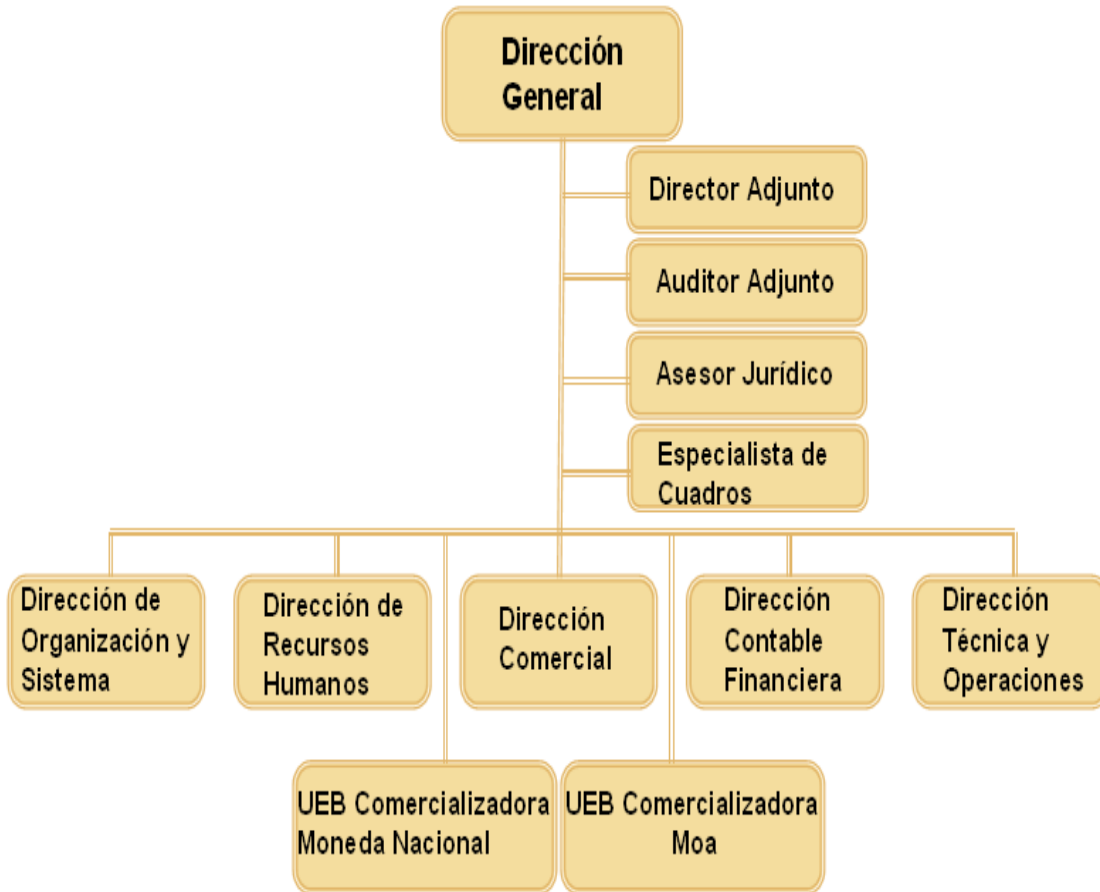 Dirección
General
Director Adjunto
Auditor Adjunto
Asesor Jurídico
Especialista de
Cuadros
Dirección de
Organización y
Sistema
Dirección de
Recursos
Humanos
Dirección
Comercial
Dirección
Contable
Financiera
Dirección
Técnica y
Operaciones
UEB Comercializadora
Moneda Nacional
UEB Comercializadora
Moa